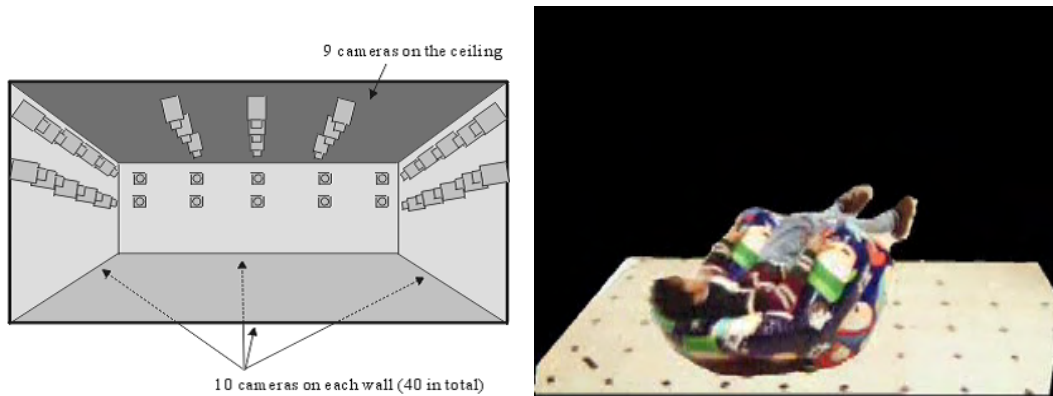 9 cameras on the ceiling
10 cameras on each wall (40 in total)